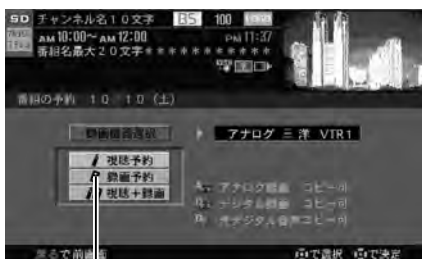 SD チャンネル名10文字 BS 100
AM 10:00~AM 12:00 PM 11:37
番組名最大20文字**********
番組の予約 10/10(土)
録画機器選択 アナログ 三洋 VTR1
視聴予約
録画予約
視聴+録画
アナログ録画 コピー可
デジタル録画 コピー可
デジタル音声コピー可
戻るで前画面 で選択 で決定